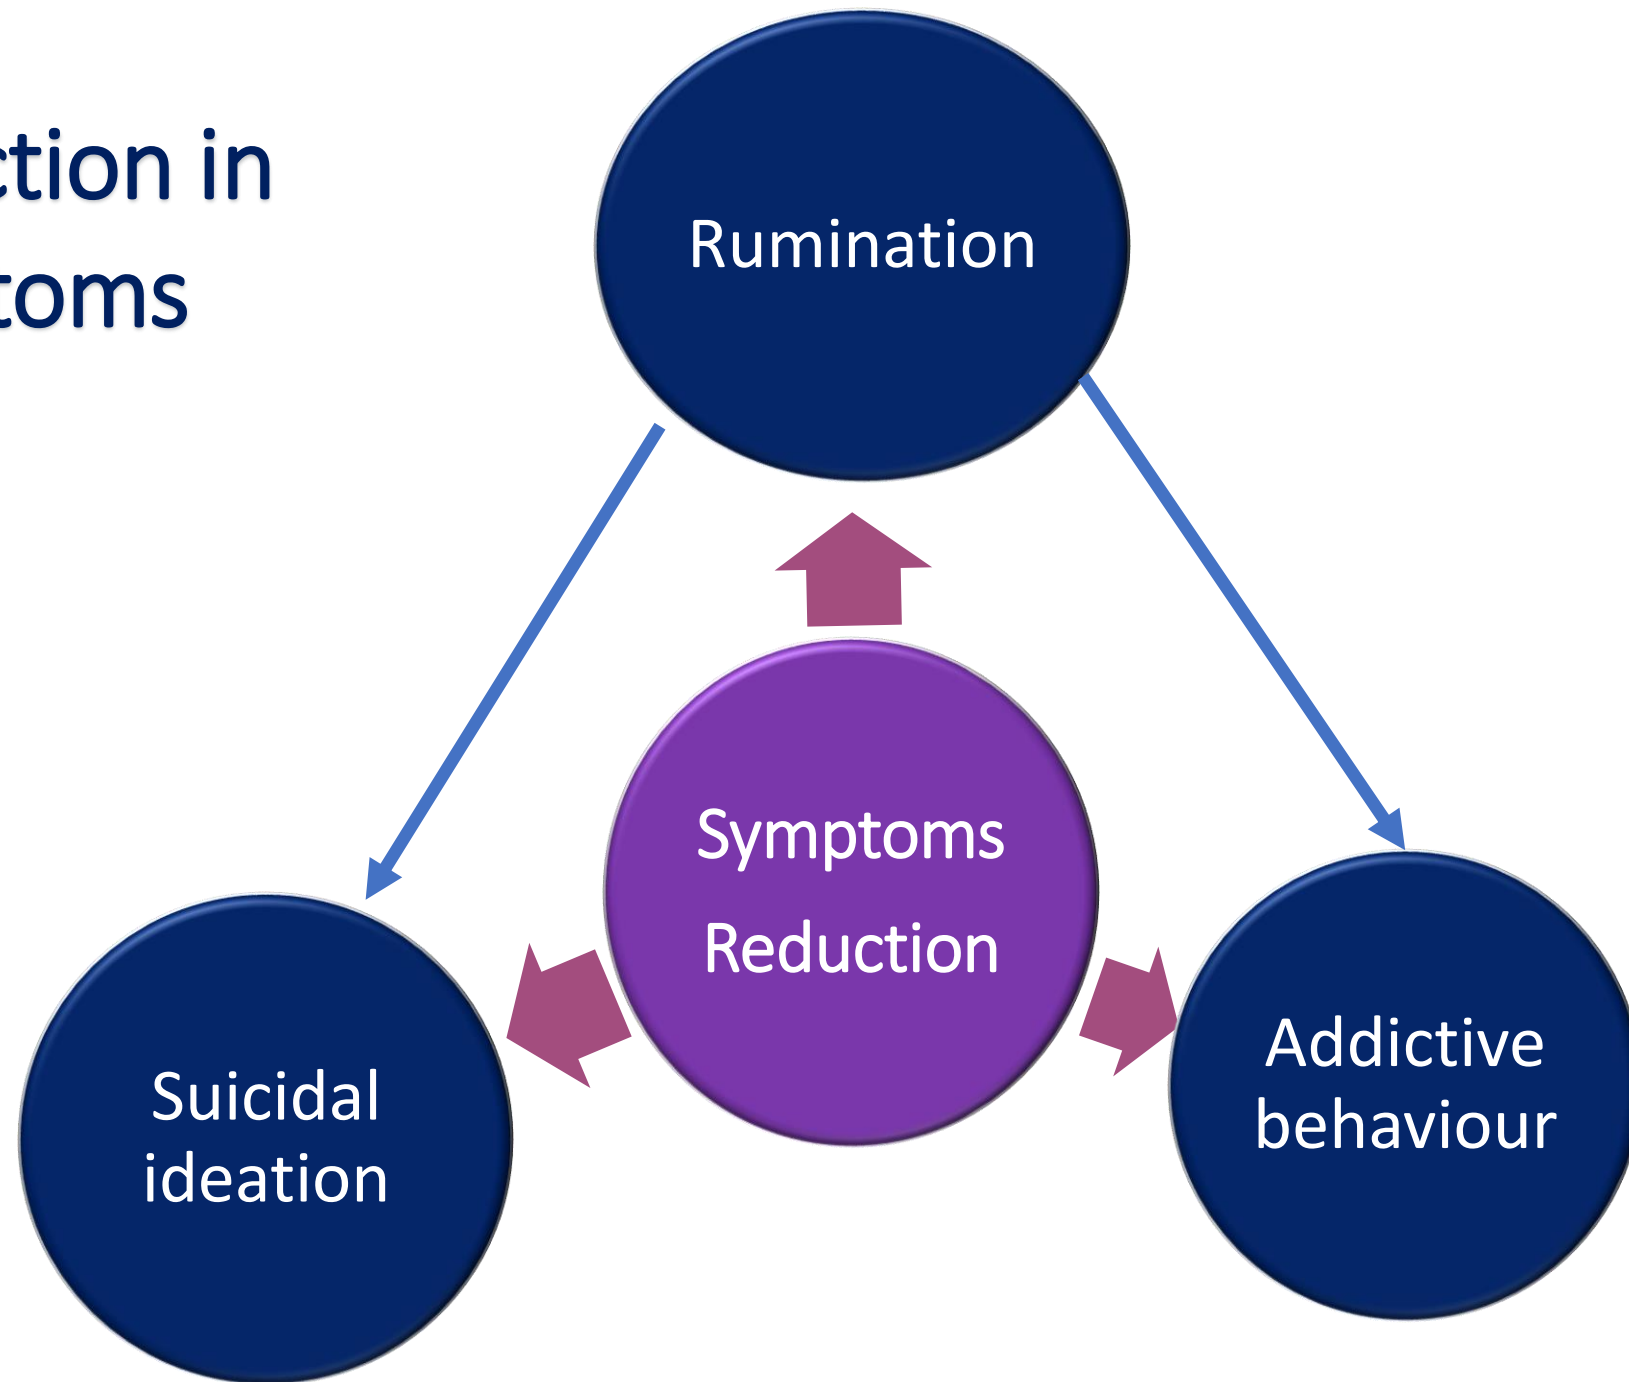 ction in
toms
Rumination
Symptoms
Reduction
Suicidal
ideation
Addictive
behaviour